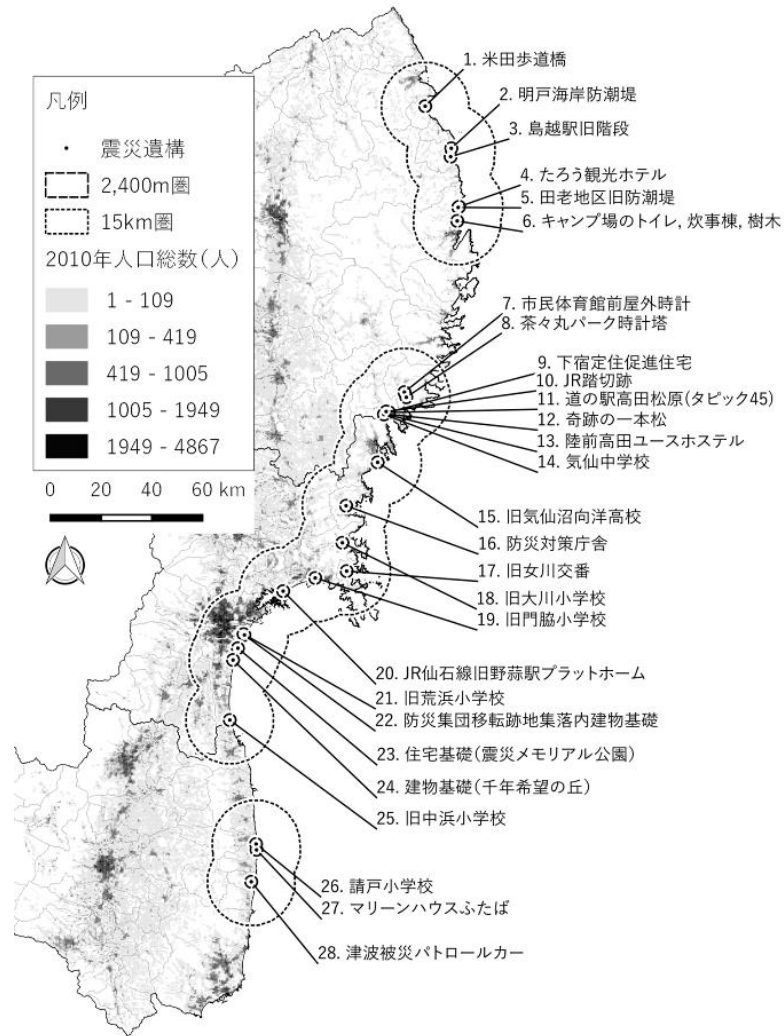 凡例
震災遺構
2,400m圏
15km圏
2010年人口総数(人)
1 - 109
109 - 419
419 - 1005
1005 - 1949
1949 - 4867
0 20 40 60 km
1. 米田歩道橋
2. 明戸海岸防潮堤
3. 島越駅旧階段
4. たろう観光ホテル
5. 田老地区旧防潮堤
6. キャンプ場のトイレ, 炊事棟, 樹木
7. 市民体育館前屋外時計
8. 茶々丸パーク時計塔
9. 下宿定住促進住宅
10. JR踏切跡
11. 道の駅高田松原(タピック45)
12. 奇跡の一本松
13. 陸前高田ユースホステル
14. 気仙中学校
15. 旧気仙沼向洋高校
16. 防災対策庁舎
17. 旧女川交番
18. 旧大川小学校
19. 旧門脇小学校
20. JR仙石線旧野蒜駅プラットホーム
21. 旧荒浜小学校
22. 防災集団移転跡地集落内建物基礎
23. 住宅基礎(震災メモリアル公園)
24. 建物基礎(千年希望の丘)
25. 旧中浜小学校
26. 請戸小学校
27. マリーンハウスふたば
28. 津波被災パトロールカー